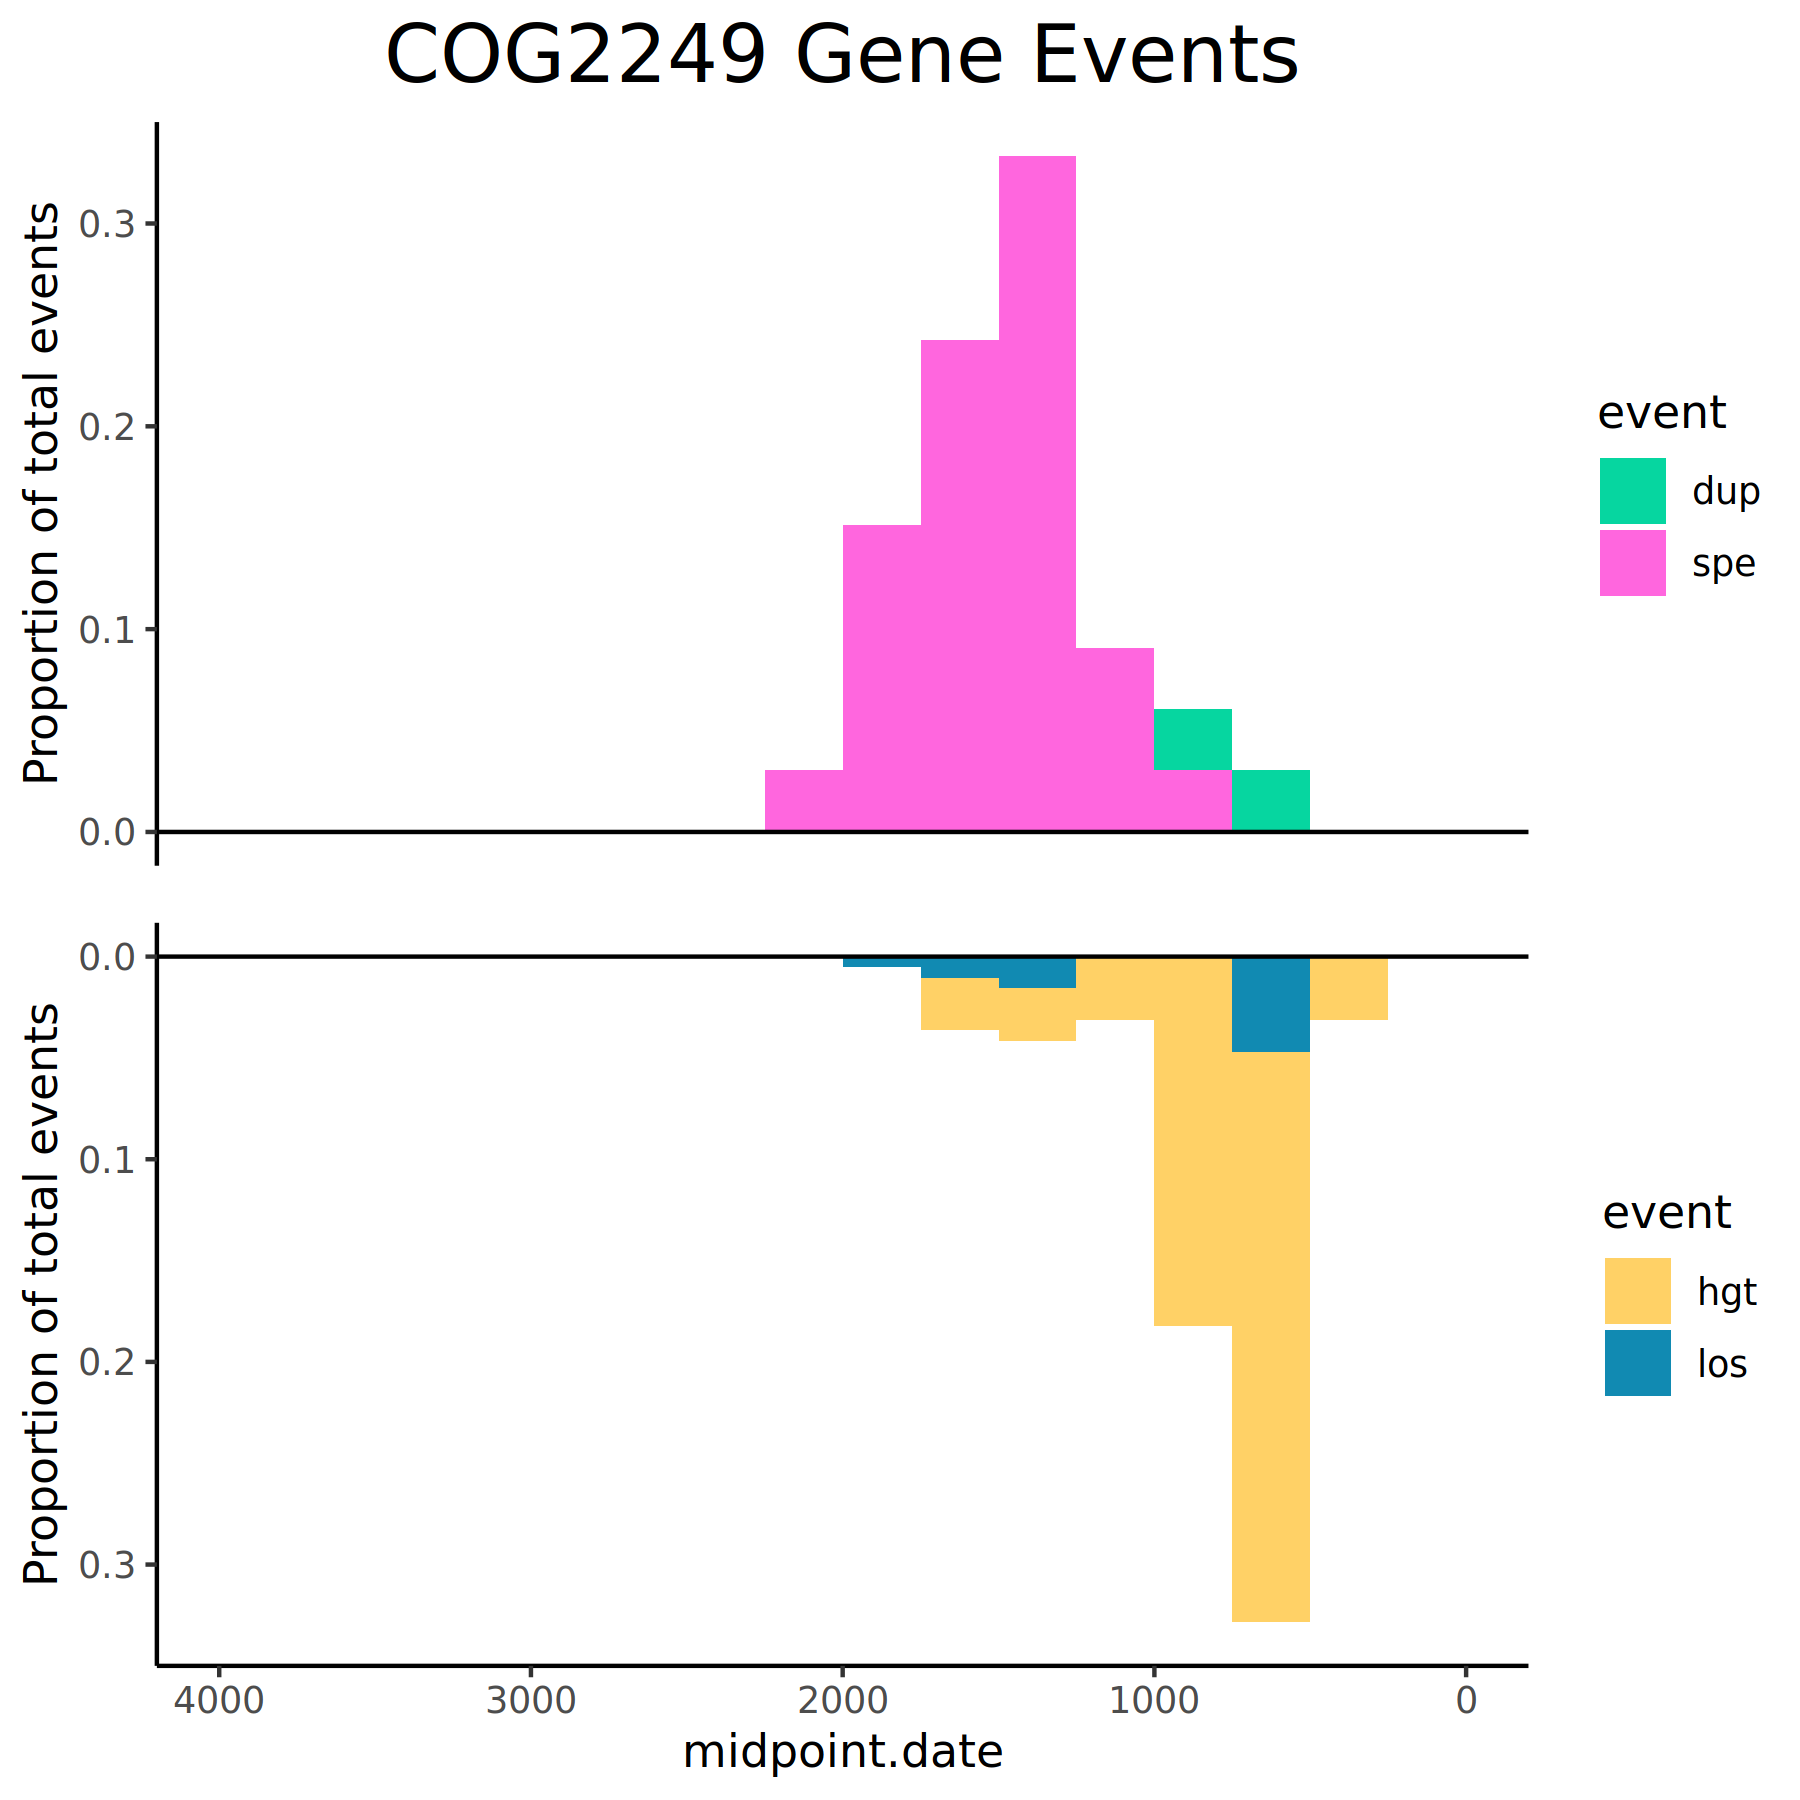 COG2249 Gene Events
Proportion of total events
0.3
0.2
0.1
0.0
event
dup
spe
Proportion of total events
0.0
0.1
0.2
0.3
event
hgt
los
4000 3000 2000 1000 0
midpoint.date